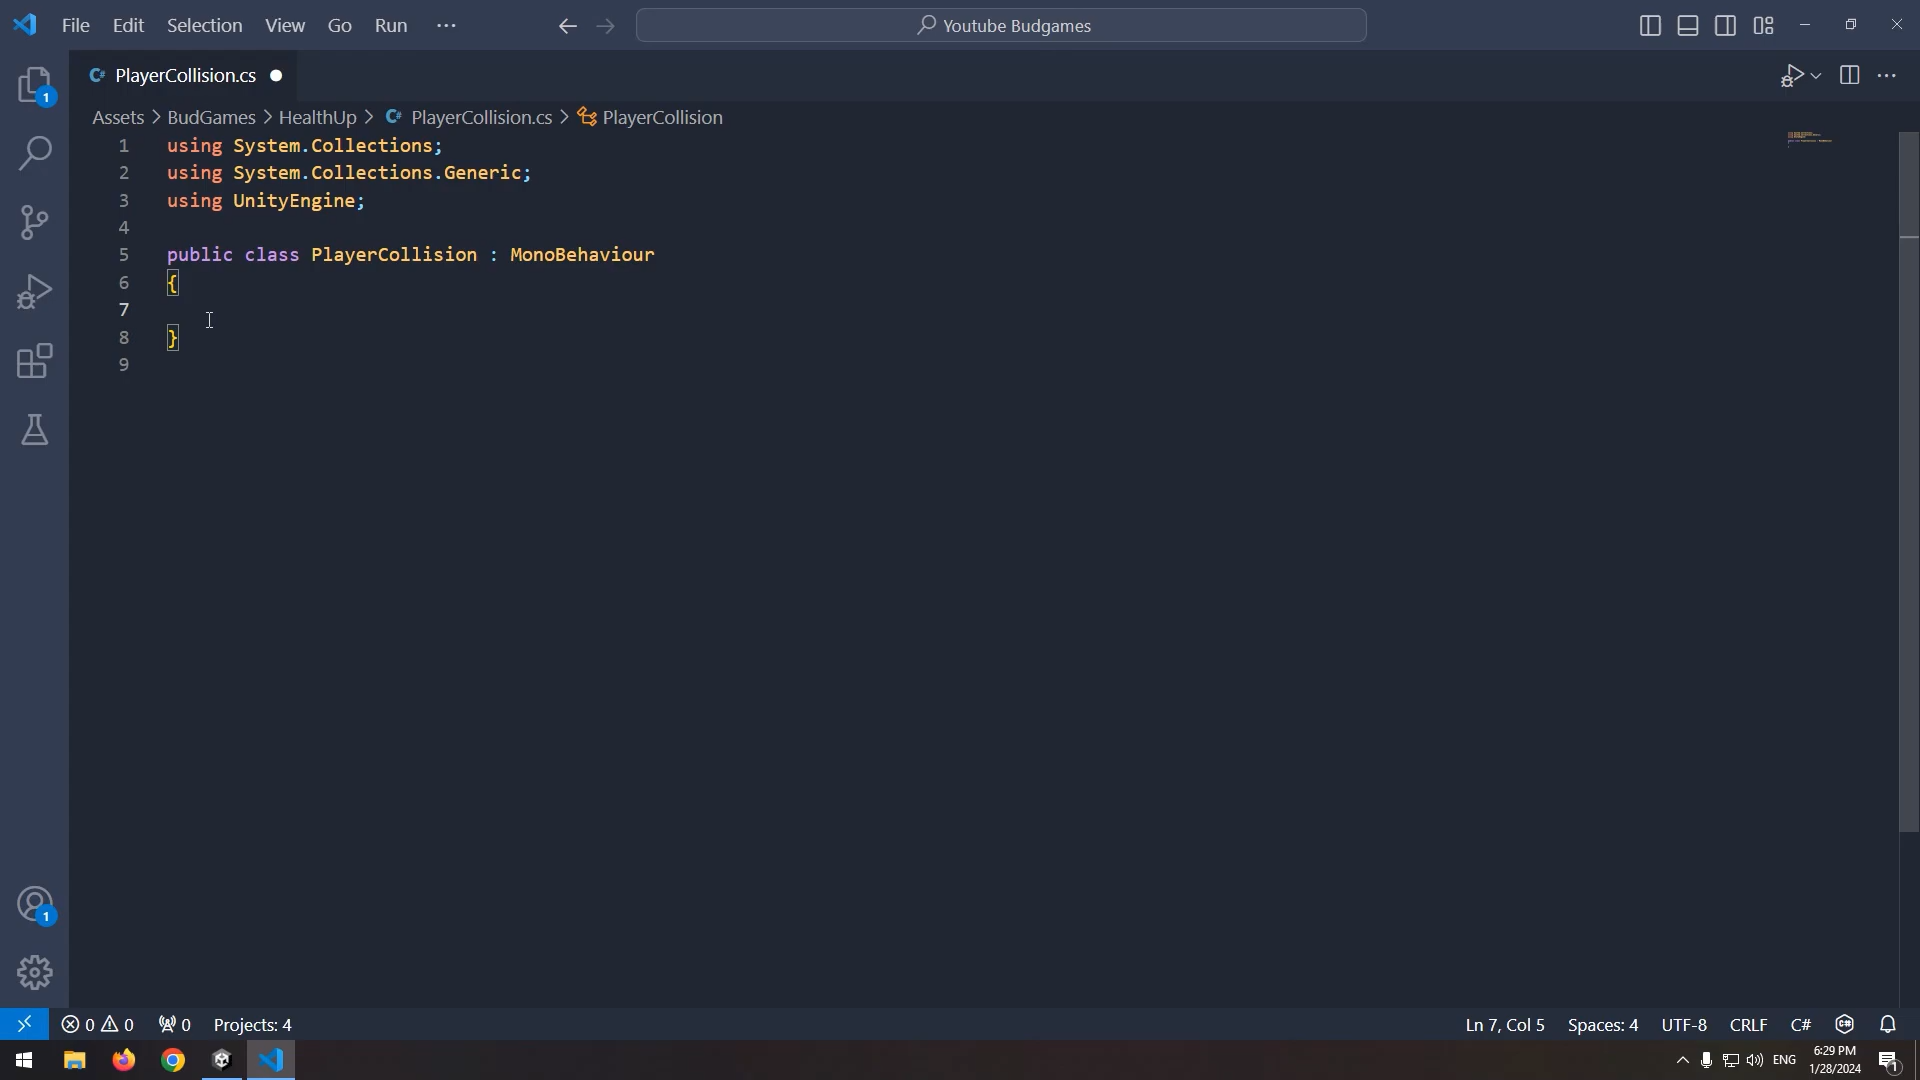 File Edit Selection View Go Run ···
Youtube Budgames
C# PlayerCollision.cs
Assets > BudGames > HealthUp > C# PlayerCollision.cs > PlayerCollision
1 using System.Collections;
2 using System.Collections.Generic;
3 using UnityEngine;
4
5 public class PlayerCollision : MonoBehaviour
6 {
7
8 }
9
1
1
0 0 0 Projects: 4
Ln 7, Col 5 Spaces: 4 UTF-8 CRLF C#
ENG
6:29 PM
1/28/2024
1